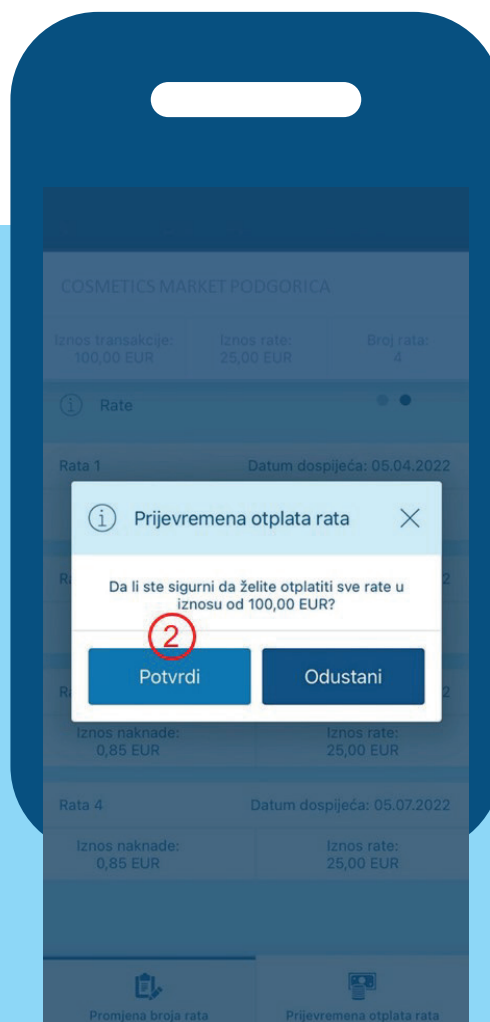 COSMETICS MARKET PODGORICA
Iznos transakcije: Iznos rate: Broj rata:
100,00 EUR 25,00 EUR 4
i Rate
Rata 1 Datum dospijeća: 05.04.2022
i Prijevremena otplata rata
R 2
Da li ste sigurni da želite otplatiti sve rate u
iznosu od 100,00 EUR?
2
Potvrdi Odustani
R 2
Iznos naknade: Iznos rate:
0,85 EUR 25,00 EUR
Rata 4 Datum dospijeća: 05.07.2022
Iznos naknade: Iznos rate:
0,85 EUR 25,00 EUR
Promjena broja rata Prijevremena otplata rata